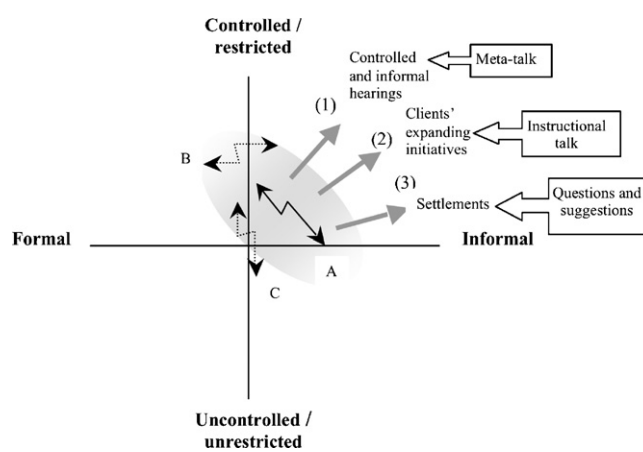 Controlled /
restricted
Controlled
and informal
hearings
Meta-talk
(1)
Clients'
expanding
initiatives
Instructional
talk
(2)
B
(3)
Settlements
Questions and
suggestions
Formal
Informal
A
C
Uncontrolled /
unrestricted